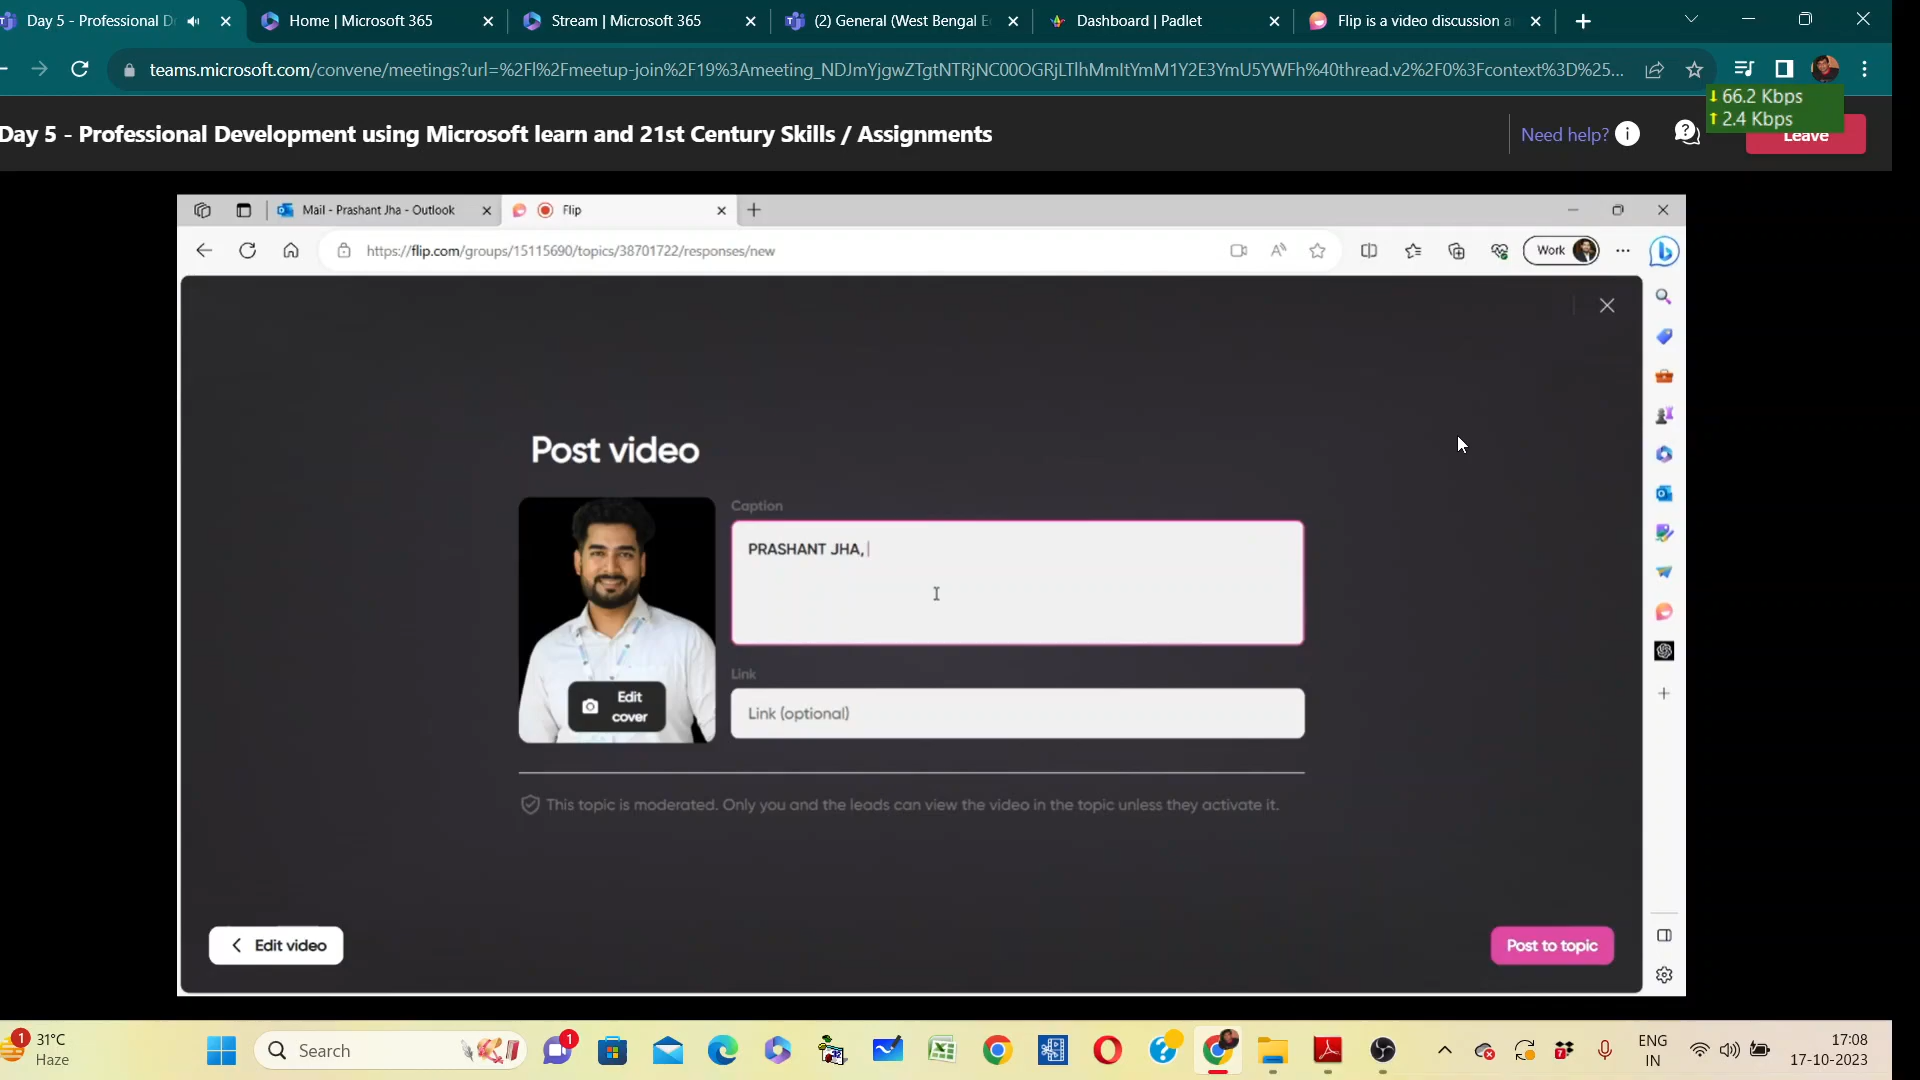 Day 5 - Professional De
Home | Microsoft 365
Stream | Microsoft 365
(2) General (West Bengal E
Dashboard | Padlet
Flip is a video discussion a
teams.microsoft.com/convene/meetings?url=%2Fl%2Fmeetup-join%2F19%3Ameeting_NDJmYjgwZTgtNTRjNC00OGRjLTlhMmItYmM1Y2E3YmU5YWFh%40thread.v2%2F0%3Fcontext%3D%25...
66.2 Kbps
2.4 Kbps
Day 5 - Professional Development using Microsoft learn and 21st Century Skills / Assignments
Need help?
Leave
Mail - Prashant Jha - Outlook
Flip
https://flip.com/groups/15115690/topics/38701722/responses/new
Work
Post video
Caption
PRASHANT JHA,
Link
Link (optional)
Edit
cover
This topic is moderated. Only you and the leads can view the video in the topic unless they activate it.
Edit video
Post to topic
1
31°C
Haze
Search
1
7
ENG
IN
17:08
17-10-2023